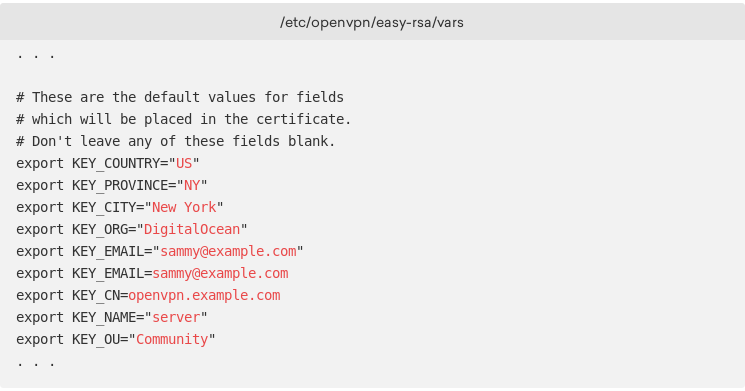 /etc/openvpn/easy-rsa/vars
. . .
# These are the default values for fields
# which will be placed in the certificate.
# Don't leave any of these fields blank.
export KEY_COUNTRY="US"
export KEY_PROVINCE="NY"
export KEY_CITY="New York"
export KEY_ORG="DigitalOcean"
export KEY_EMAIL="sammy@example.com"
export KEY_EMAIL=sammy@example.com
export KEY_CN=openvpn.example.com
export KEY_NAME="server"
export KEY_OU="Community"
. . .